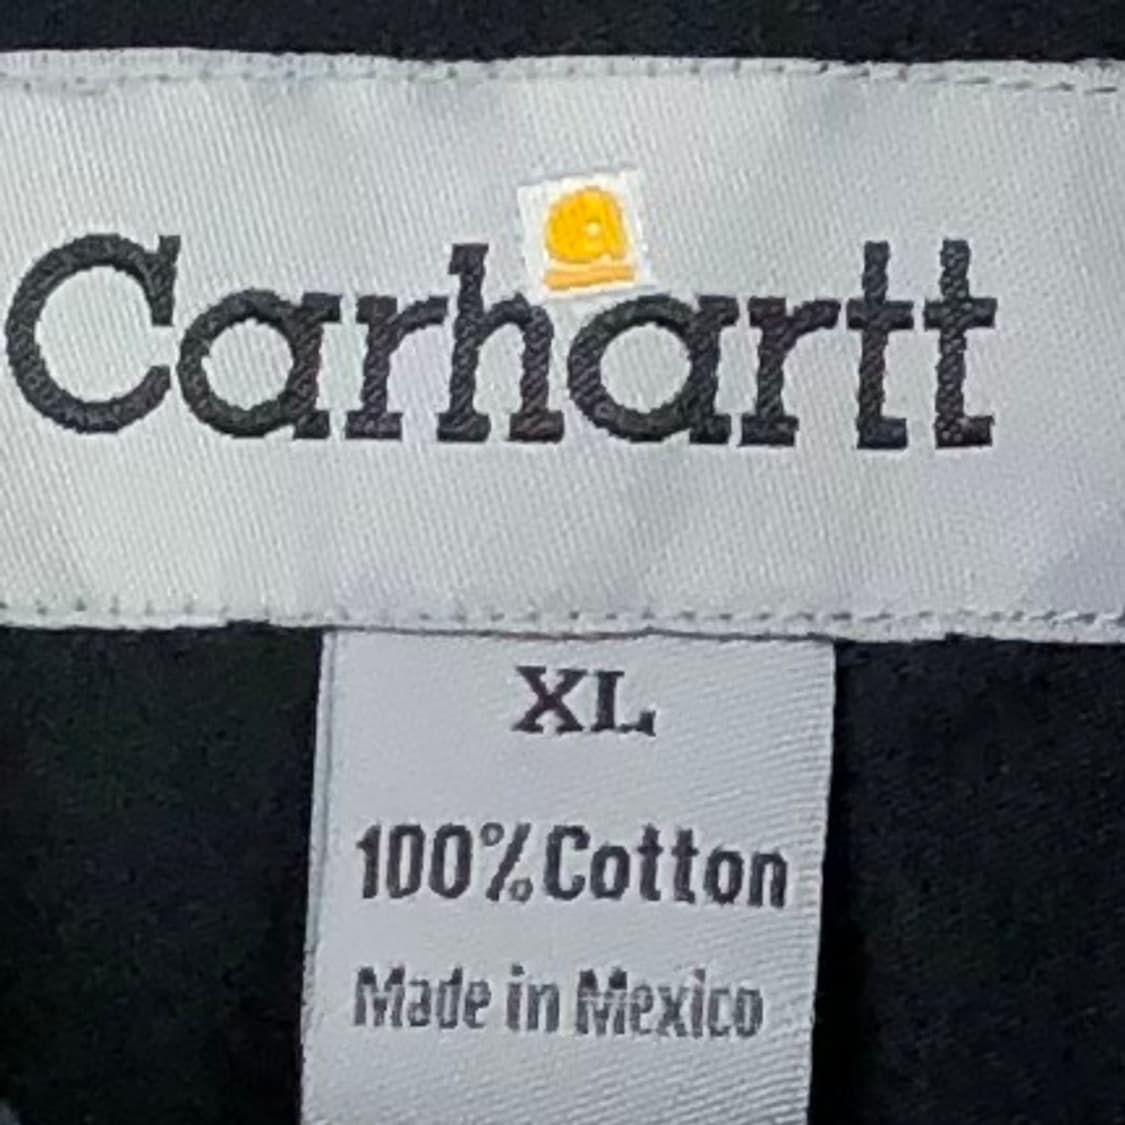 Carhartt
XL
100% Cotton
Made in Mexico